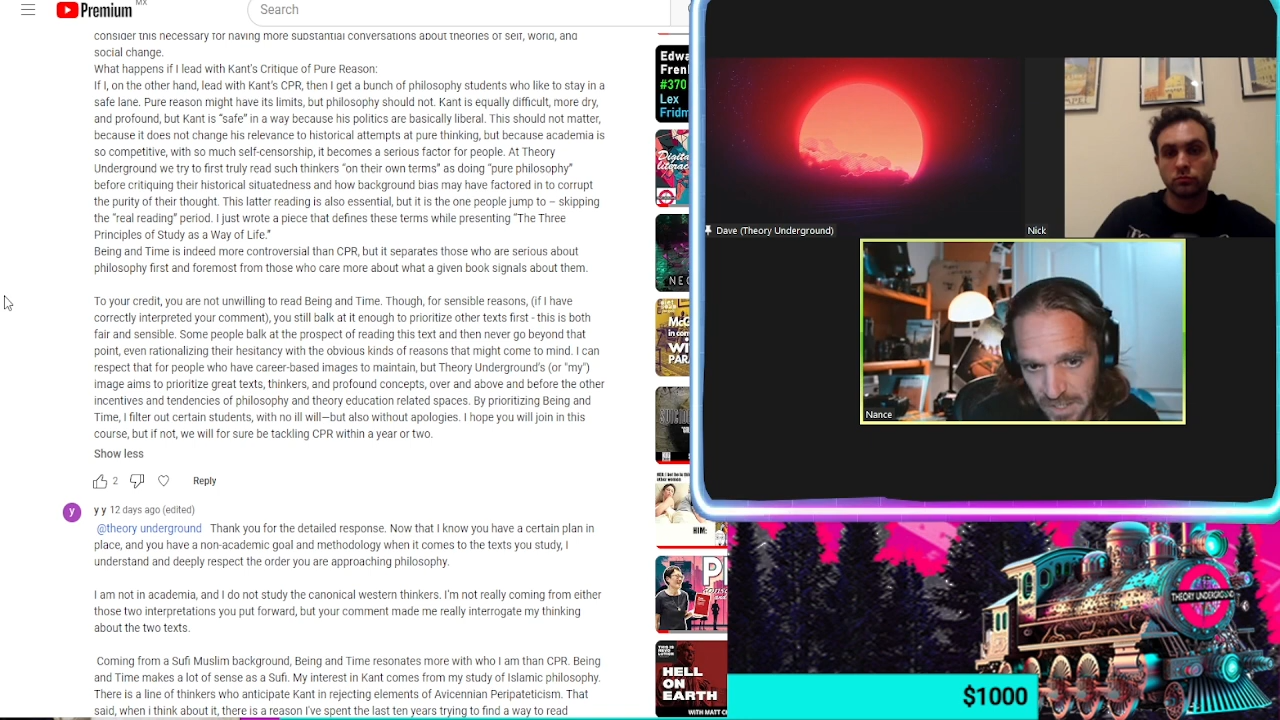 Premium
MX
Search
consider this necessary for having more substantial conversations about theories of self, world, and
social change.
What happens if I lead with Kant's Critique of Pure Reason:
If I, on the other hand, lead with Kant's CPR, then I get a bunch of philosophy students who like to stay in a
safe lane. Pure reason might have its limits, but philosophy should not. Kant is equally difficult, more dry,
and profound, but Kant is "safe" in a way because his politics are basically liberal. This should not matter,
because it does not change his relevance to historical attempts at pure thinking, but because academia is
so competitive, with so much self-censorship, it becomes a serious factor for people. At Theory
Underground we try to first truly read such thinkers "on their own terms" as doing "pure philosophy"
before critiquing their historical situatedness and how background bias may have factored in to corrupt
the purity of their thought. This latter reading is also essential, but it is the one people jump to – skipping
the "real reading" period. I just wrote a piece that defines these terms while presenting "The Three
Principles of Study as a Way of Life."
Being and Time is indeed more controversial than CPR, but it separates those who are serious about
philosophy first and foremost from those who care more about what a given book signals about them.
To your credit, you are not unwilling to read Being and Time. Though, for sensible reasons, (if I have
correctly interpreted your comment), you still balk at it enough to prioritize other texts first - this is both
fair and sensible. Some people balk at the prospect of reading this text and then never go beyond that
point, even rationalizing their hesitancy with the obvious kinds of reasons that might come to mind. I can
respect that for people who have career-based images to maintain, but Theory Underground's (or "my")
image aims to prioritize great texts, thinkers, and profound concepts, over and above and before the other
incentives and tendencies of philosophy and theory education related spaces. By prioritizing Being and
Time, I filter out certain students, with no ill will—but also without apologies. I hope you will join in this
course, but if not, we will for sure be tackling CPR within a year or two.
Show less
2
Reply
y
y y 12 days ago (edited)
@theory underground Thank you for the detailed response. Now that I know you have a certain plan in
place, and you have a non-academic goal and methodology when it comes to the texts you study, I
understand and deeply respect the order you are approaching philosophy.
I am not in academia, and I do not study the canonical western thinkers. I'm not really coming from either
those two interpretations you put forward, but your comment made me really interrogate my thinking
about the two texts.
Coming from a Sufi Muslim background, Being and Time resonates more with who I am than CPR. Being
and Time makes a lot of sense as a Sufi. My interest in Kant comes from my study of Islamic philosophy.
There is a line of thinkers who anticipate Kant in rejecting elements of Avicennian Peripateticism. That
said, when i think about it, there is a reason I've spent the last ten years trying to find a way to read
Edwa
Fren
#370
Lex
Fridm
Digita
literac
NEC
McG
in con
wi
PARA
SUICID
HIM:
THIS IS
HELL
ON
EARTH
WITH MATT C
Dave (Theory Underground)
Nick
Nance
THEORY UNDERGROUND
$1000